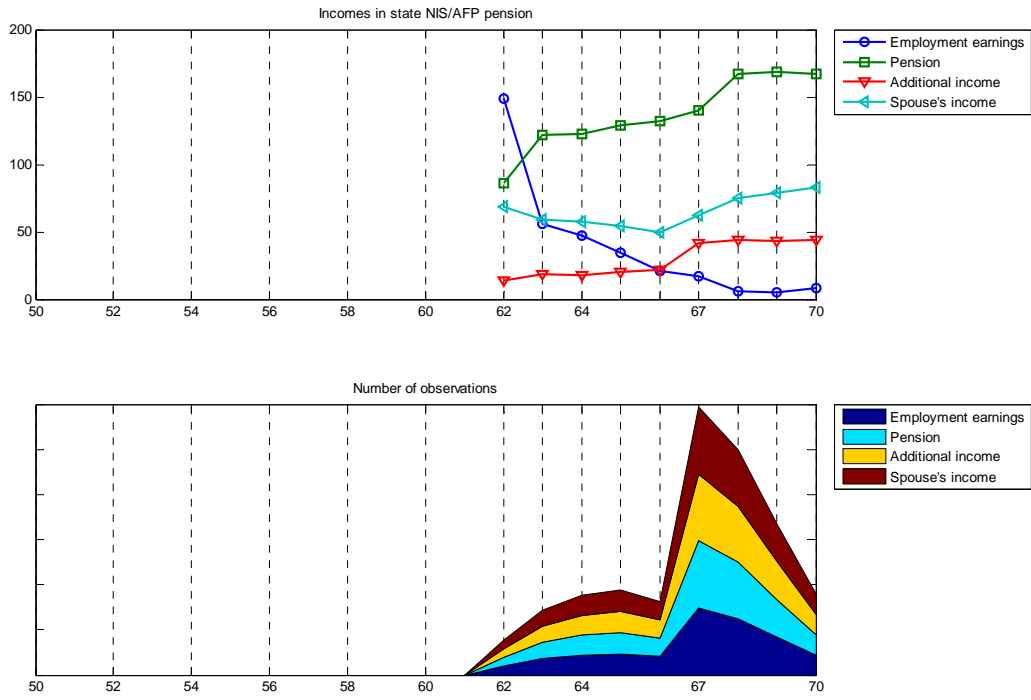 Incomes in state NIS/AFP pension
200
150
100
50
0
50 52 54 56 58 60 62 64 67 70
Employment earnings
Pension
Additional income
Spouse's income
Number of observations
50 52 54 56 58 60 62 64 67 70
Employment earnings
Pension
Additional income
Spouse's income